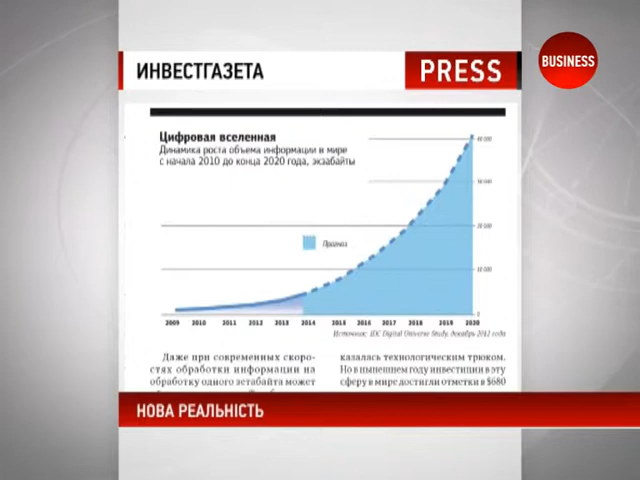 ИНВЕСТГАЗЕТА
PRESS
BUSINESS
Цифровая вселенная
Динамика роста объема информации в мире
с начала 2010 до конца 2020 года, экзабайты
40 000
30 000
20 000
Прогноз
10 000
0
2009 2010 2011 2012 2013 2014 2015 2016 2017 2018 2019 2020
Источник: IDC Digital Universe Study, декабрь 2012 года
Даже при современных скоро-
стях обработки информации на
обработку одного зетабайта может
казалась технологическим трюком.
Но в нынешнем году инвестиции в эту
сферу в мире достигли отметки в $680
НОВА РЕАЛЬНІСТЬ